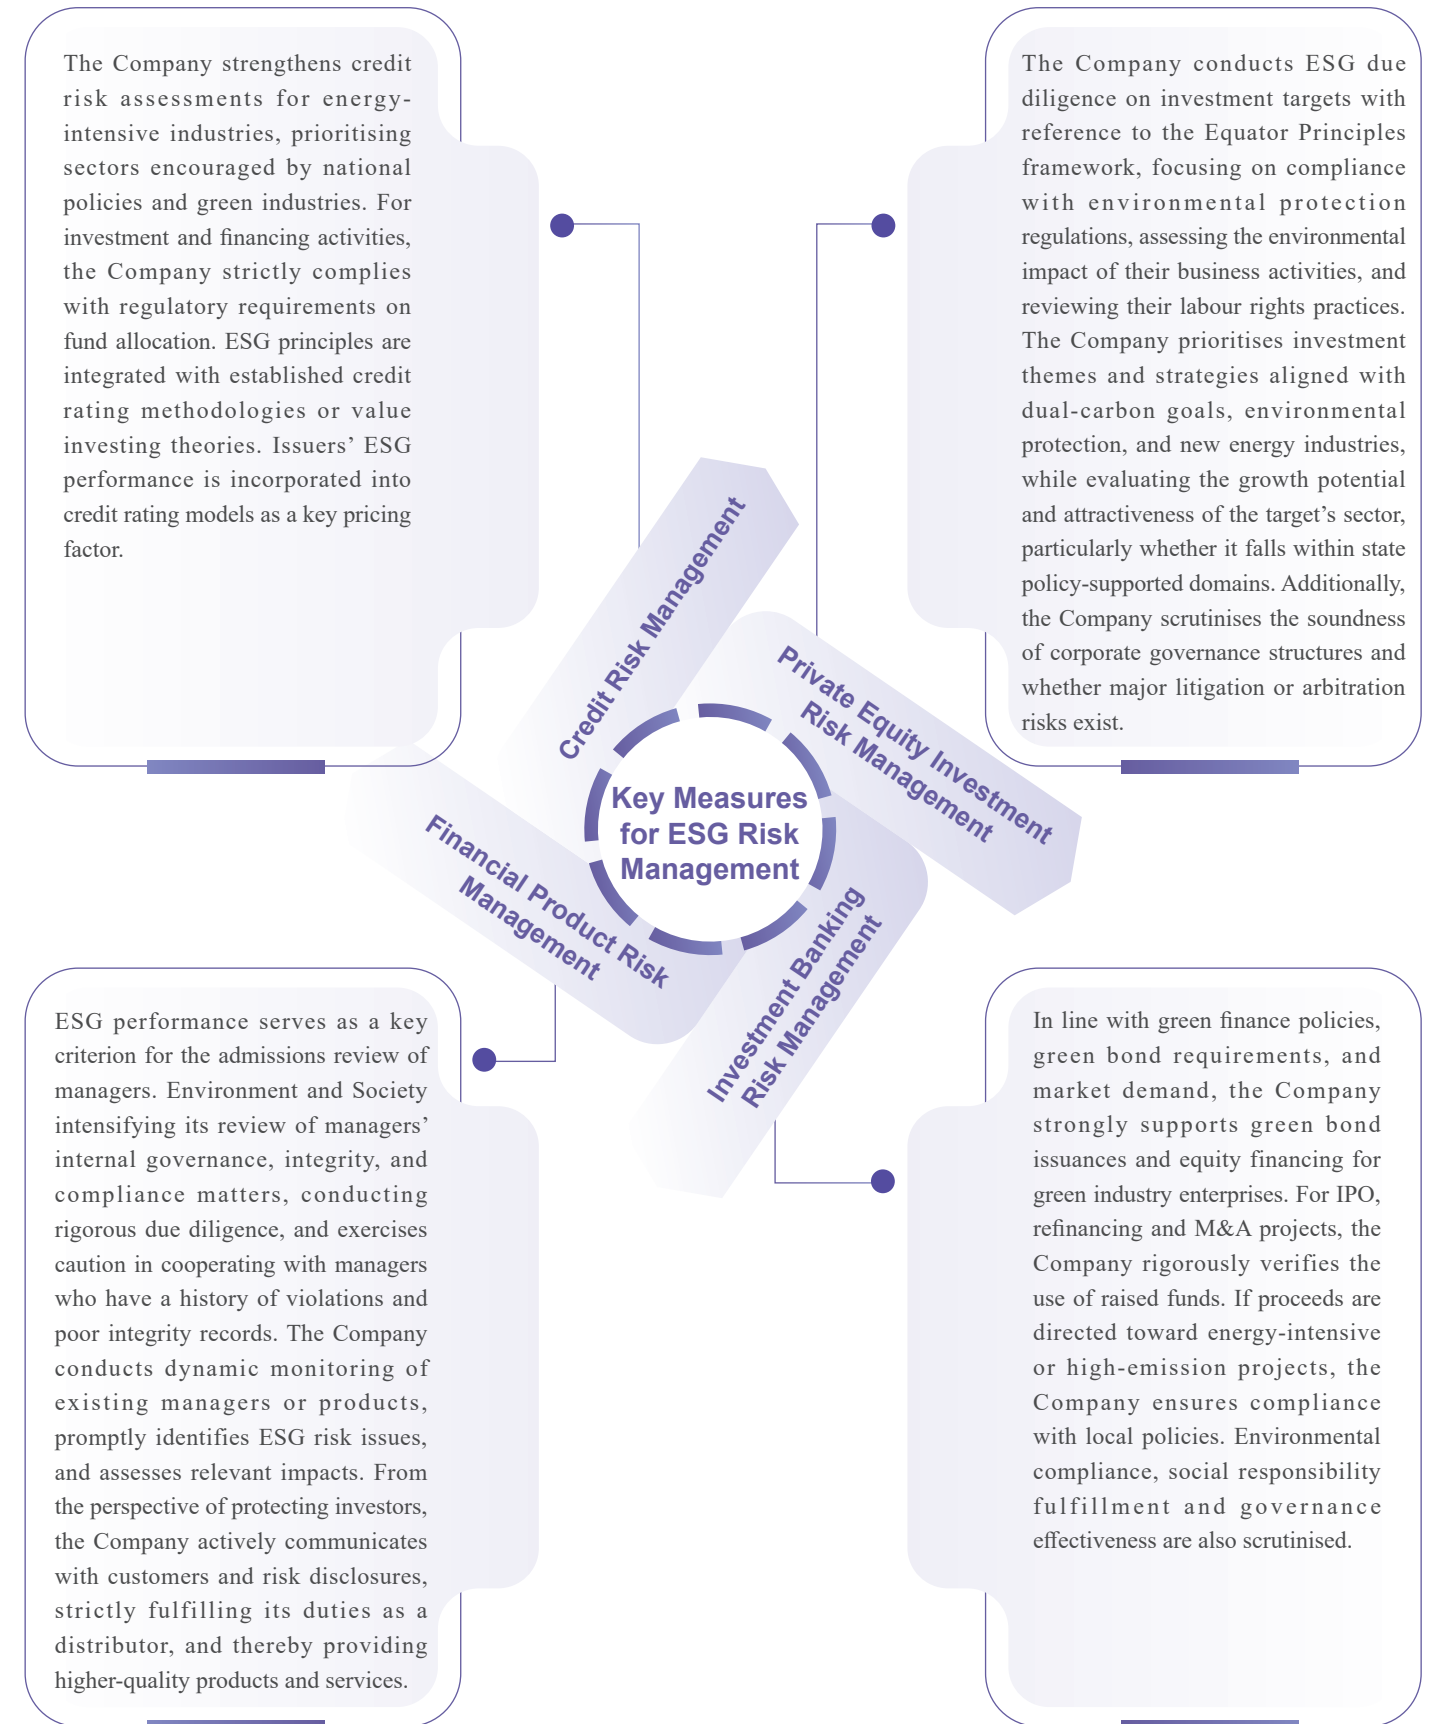 The Company strengthens credit
risk assessments for energy-
intensive industries, prioritising
sectors encouraged by national
policies and green industries. For
investment and financing activities,
the Company strictly complies
with regulatory requirements on
fund allocation. ESG principles are
integrated with established credit
rating methodologies or value
investing theories. Issuers’ ESG
performance is incorporated into
credit rating models as a key pricing
factor.
The Company conducts ESG due
diligence on investment targets with
reference to the Equator Principles
framework, focusing on compliance
with environmental protection
regulations, assessing the environmental
impact of their business activities, and
reviewing their labour rights practices.
The Company prioritises investment
themes and strategies aligned with
dual-carbon goals, environmental
protection, and new energy industries,
while evaluating the growth potential
and attractiveness of the target’s sector,
particularly whether it falls within state
policy-supported domains. Additionally,
the Company scrutinises the soundness
of corporate governance structures and
whether major litigation or arbitration
risks exist.
Credit Risk Management
Private Equity Investment
Risk Management
Key Measures
for ESG Risk
Management
Financial Product Risk
Management
Investment Banking
Risk Management
ESG performance serves as a key
criterion for the admissions review of
managers. Environment and Society
intensifying its review of managers’
internal governance, integrity, and
compliance matters, conducting
rigorous due diligence, and exercises
caution in cooperating with managers
who have a history of violations and
poor integrity records. The Company
conducts dynamic monitoring of
existing managers or products,
promptly identifies ESG risk issues,
and assesses relevant impacts. From
the perspective of protecting investors,
the Company actively communicates
with customers and risk disclosures,
strictly fulfilling its duties as a
distributor, and thereby providing
higher-quality products and services.
In line with green finance policies,
green bond requirements, and
market demand, the Company
strongly supports green bond
issuances and equity financing for
green industry enterprises. For IPO,
refinancing and M&A projects, the
Company rigorously verifies the
use of raised funds. If proceeds are
directed toward energy-intensive
or high-emission projects, the
Company ensures compliance
with local policies. Environmental
compliance, social responsibility
fulfillment and governance
effectiveness are also scrutinised.